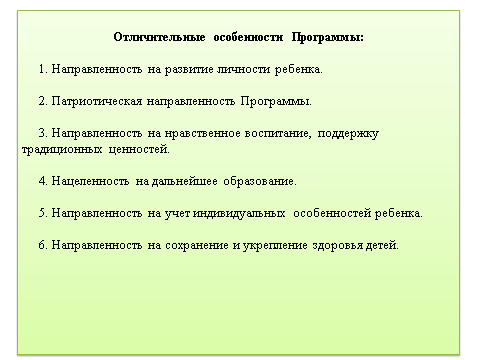 Отличительные особенности Программы:
1. Направленность на развитие личности ребенка.
2. Патриотическая направленность Программы.
3. Направленность на нравственное воспитание, поддержку
традиционных ценностей.
4. Нацеленность на дальнейшее образование.
5. Направленность на учет индивидуальных особенностей ребенка.
6. Направленность на сохранение и укрепление здоровья детей.